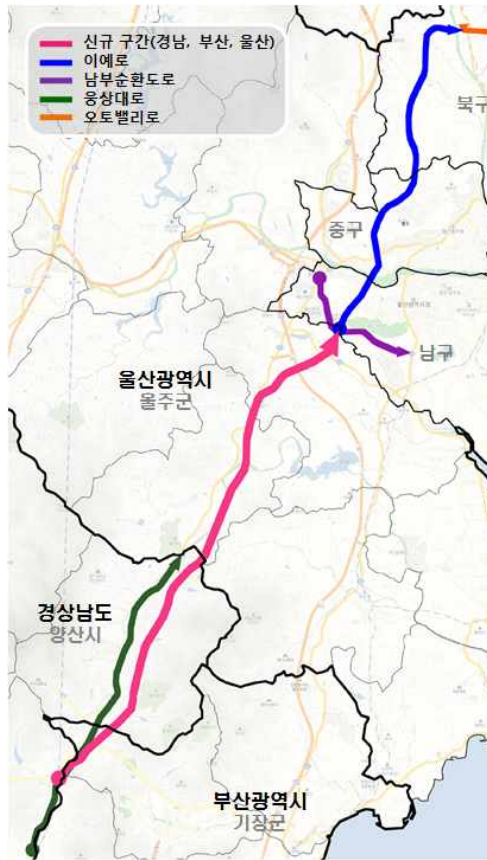 신규 구간(경남, 부산, 울산)
이예로
남부순환도로
웅상대로
오토밸리로
북구
중구
남구
울산광역시
울주군
경상남도
양산시
부산광역시
기장군